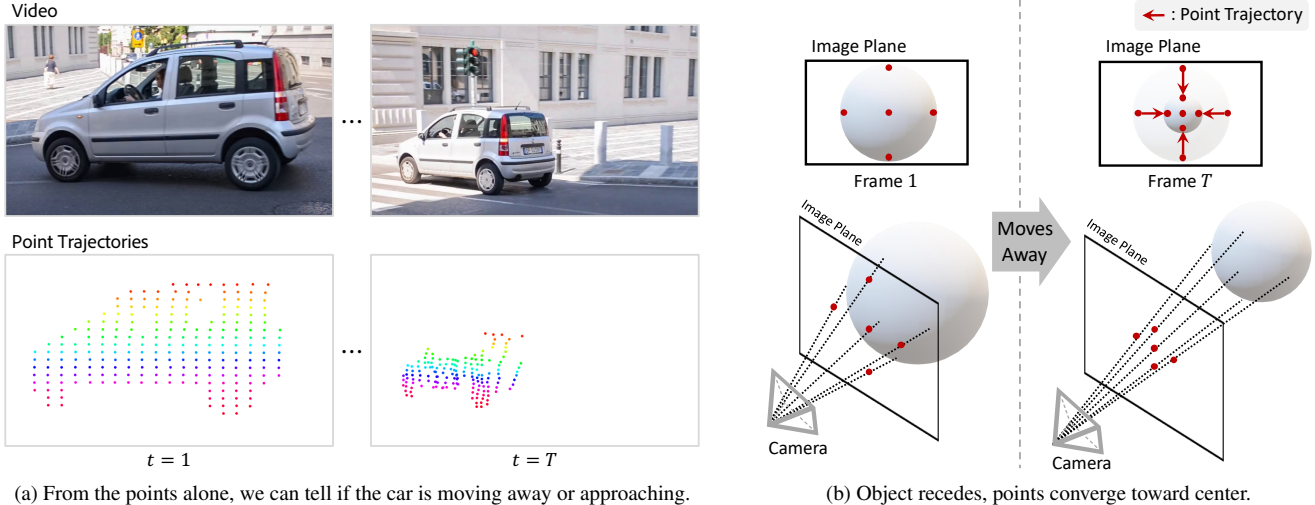 Video
...
Point Trajectories
...
t = 1
t = T
(a) From the points alone, we can tell if the car is moving away or approaching.
: Point Trajectory
Image Plane
Frame 1
Image Plane
Frame T
Image Plane
Camera
Moves
Away
Image Plane
Camera
(b) Object recedes, points converge toward center.